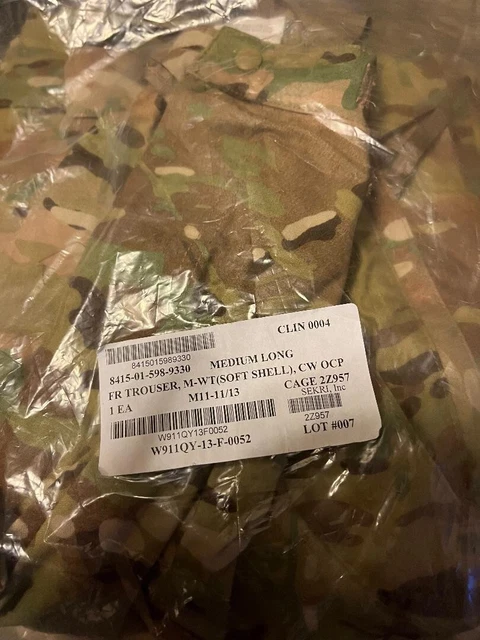 CLIN 0004
8415015989330
8415-01-598-9330 MEDIUM LONG
FR TROUSER, M-WT(SOFT SHELL), CW OCP
1 EA M11-11/13 CAGE 2Z957
SEKRI, Inc
W911QY13F0052 2Z957
W911QY-13-F-0052 LOT #007